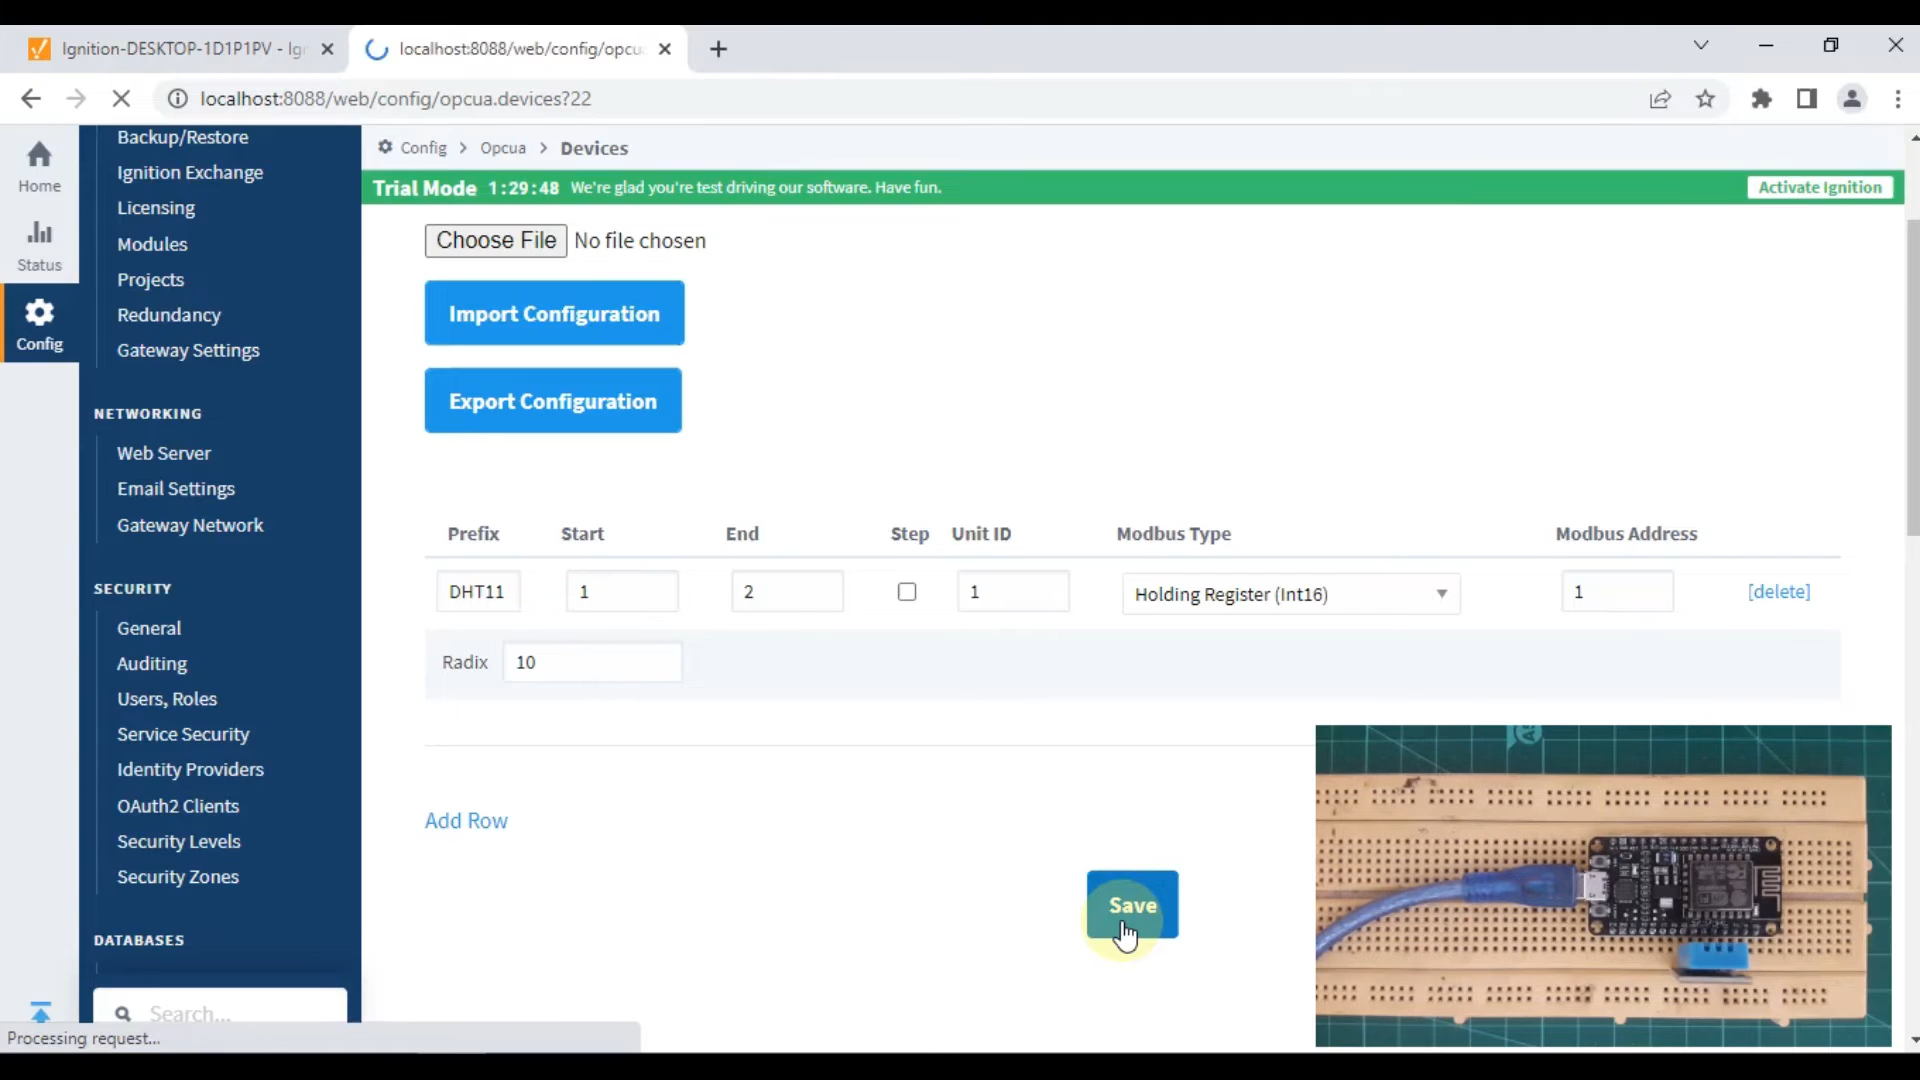 Ignition-DESKTOP-1D1P1PV - Ig
localhost:8088/web/config/opcu
localhost:8088/web/config/opcua.devices?22
Home
Status
Config
Backup/Restore
Ignition Exchange
Licensing
Modules
Projects
Redundancy
Gateway Settings
NETWORKING
Web Server
Email Settings
Gateway Network
SECURITY
General
Auditing
Users, Roles
Service Security
Identity Providers
OAuth2 Clients
Security Levels
Security Zones
DATABASES
Search...
Processing request...
Config > Opcua > Devices
Trial Mode 1:29:48 We're glad you're test driving our software. Have fun. Activate Ignition
Choose File No file chosen
Import Configuration
Export Configuration
Prefix Start End Step Unit ID Modbus Type Modbus Address
DHT11 1 2 1 Holding Register (Int16) 1 [delete]
Radix 10
Add Row
Save